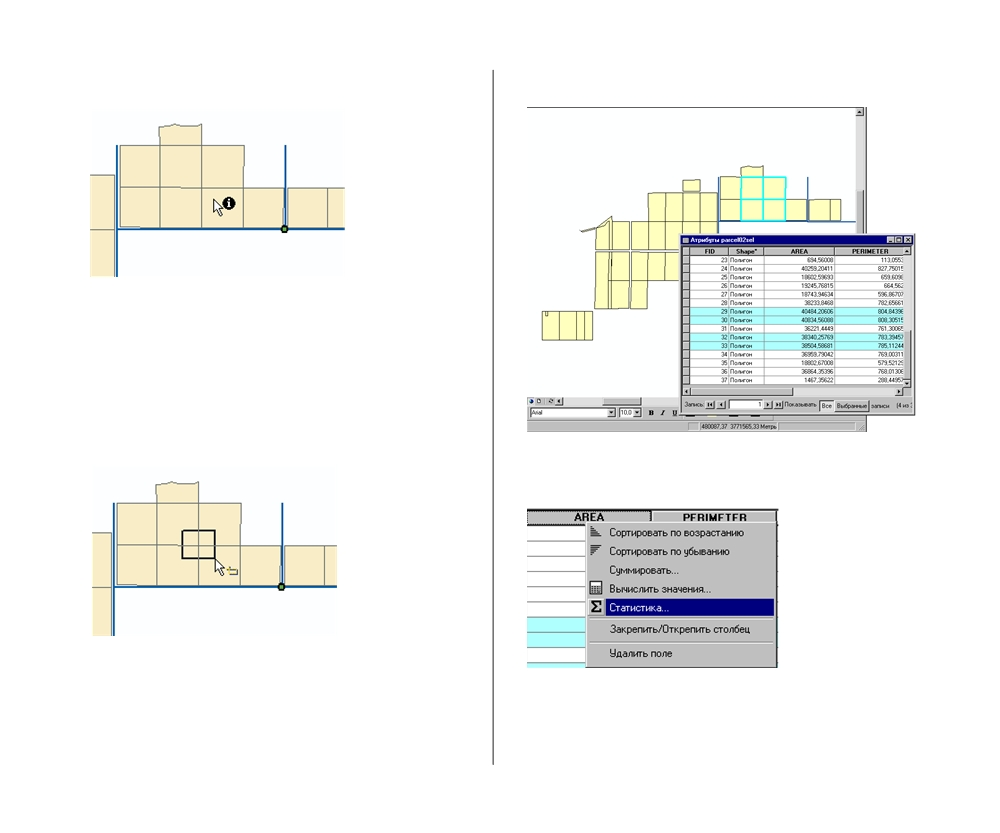 Атрибуты parcel02sel
FID Shape* AREA PERIMETER
23 Полигон 694,56008 113,0553
24 Полигон 40259,20411 827,75015
25 Полигон 18602,59693 659,6090
26 Полигон 19245,76815 664,562
27 Полигон 18743,94634 596,86707
28 Полигон 38233,8468 782,65661
29 Полигон 40484,20606 804,84396
30 Полигон 40834,56088 808,30515
31 Полигон 36221,4449 761,30065
32 Полигон 38340,25769 783,39457
33 Полигон 38504,58681 785,11244
34 Полигон 36959,79042 769,00311
35 Полигон 18802,67008 579,52125
36 Полигон 36864,35396 768,01306
37 Полигон 1467,35622 288,44957
Запись: 1 Показывать: Все Выбранные записи (4 из
Arial 10,0 B I U
480087,37 3771565,33 Метры
AREA PERIMETER
Сортировать по возрастанию
Сортировать по убыванию
Суммировать...
Вычислить значения...
Σ Статистика...
Закрепить/Открепить столбец
Удалить поле